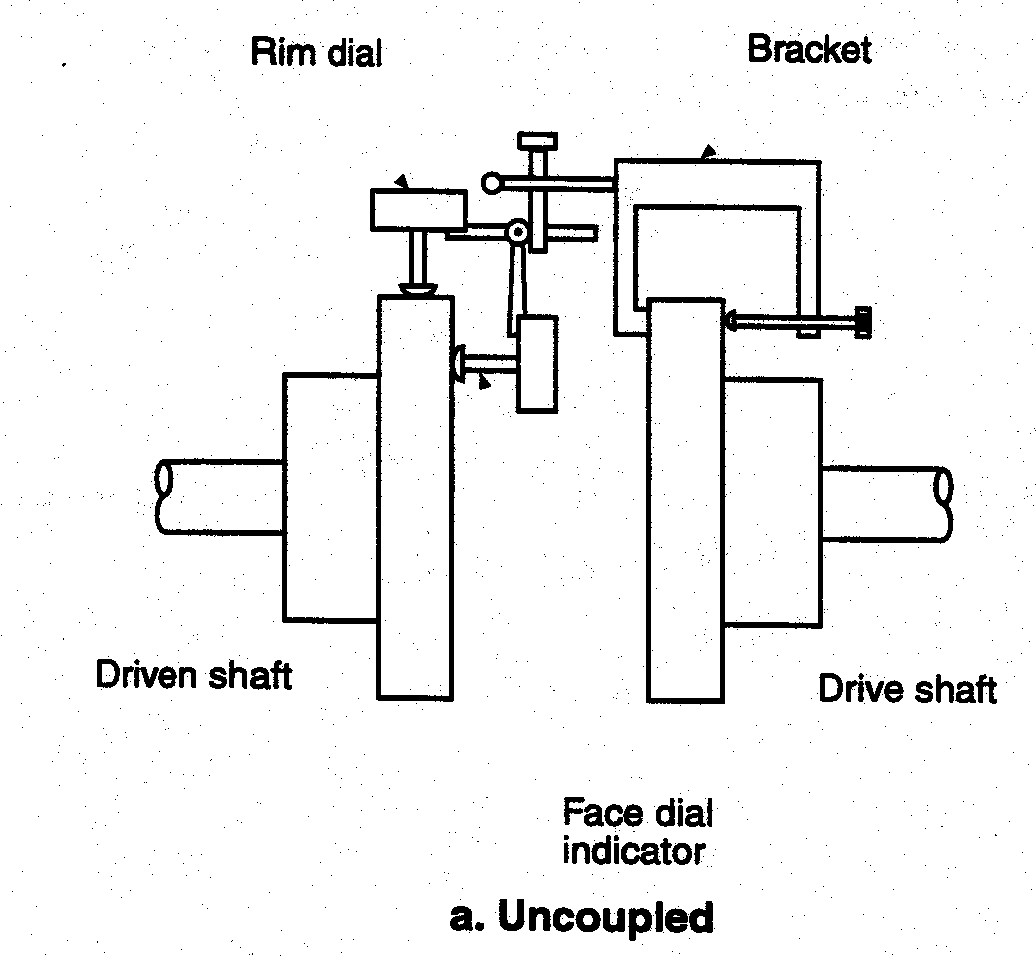 Rim dial
Bracket
Driven shaft
Drive shaft
Face dial
indicator
a. Uncoupled